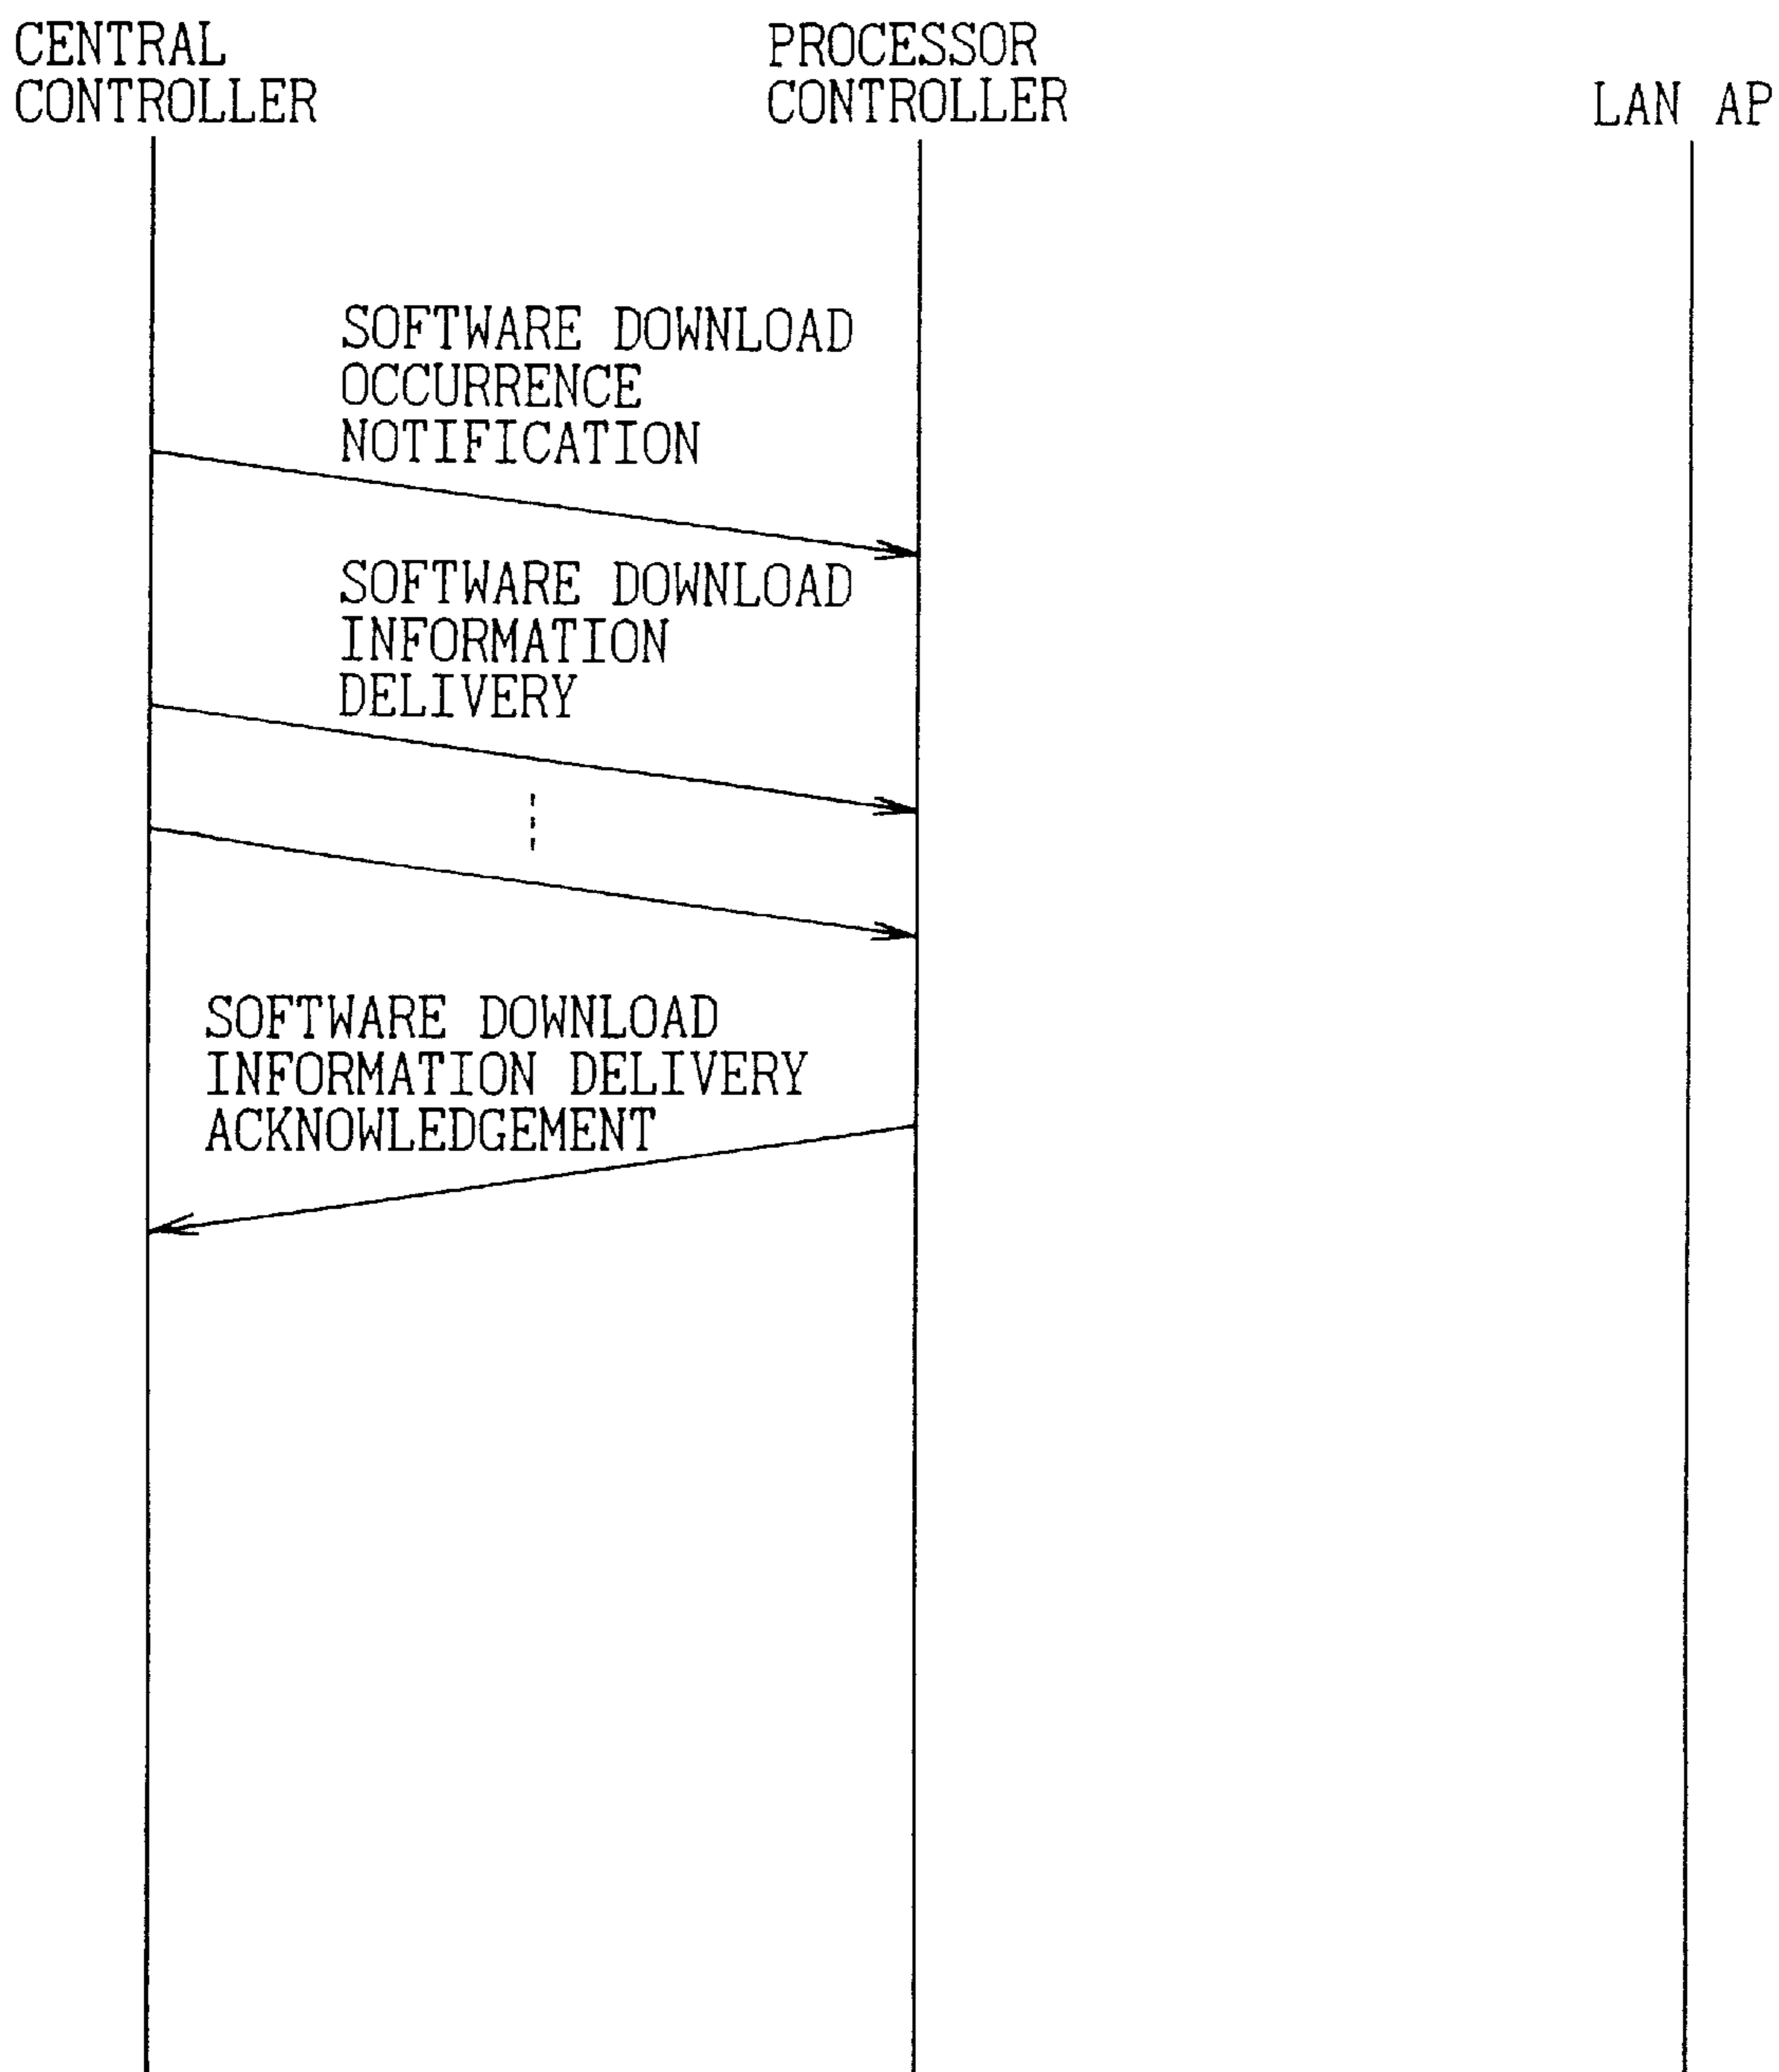 CENTRAL
CONTROLLER
PROCESSOR
CONTROLLER
LAN AP
SOFTWARE DOWNLOAD
OCCURRENCE
NOTIFICATION
SOFTWARE DOWNLOAD
INFORMATION
DELIVERY
SOFTWARE DOWNLOAD
INFORMATION DELIVERY
ACKNOWLEDGEMENT